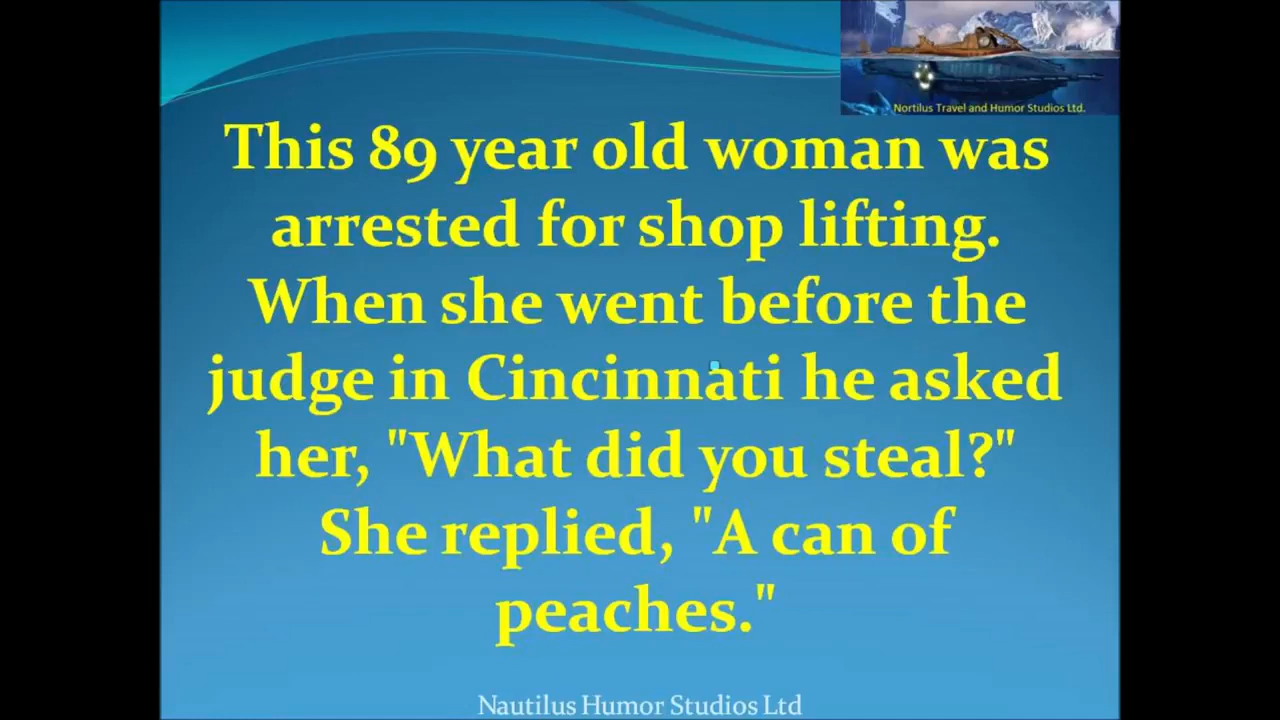 Nortilus Travel and Humor Studios Ltd.
This 89 year old woman was
arrested for shop lifting.
When she went before the
judge in Cincinnati he asked
her, "What did you steal?"
She replied, "A can of
peaches."
Nautilus Humor Studios Ltd